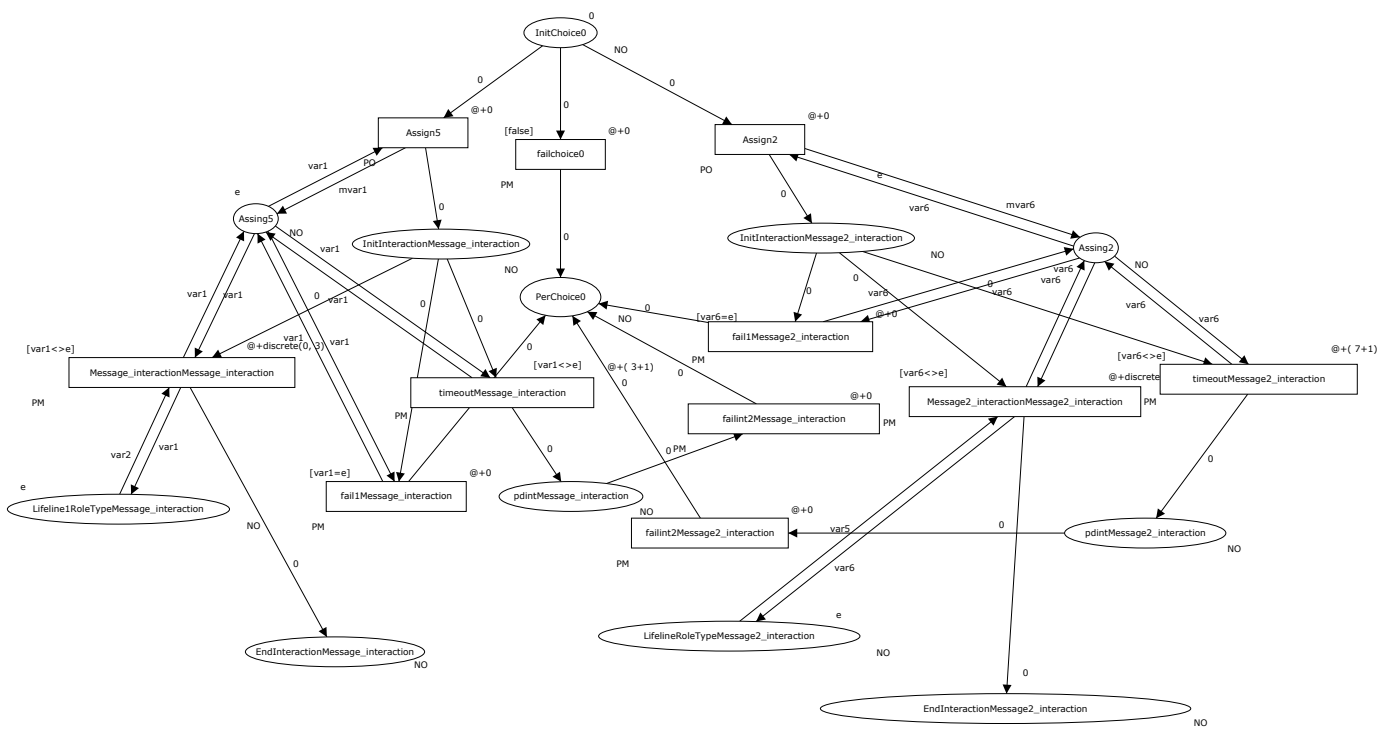 0
InitChoice0
NO
0
0
0
@+0
@+0
[false]
@+0
Assign5
failchoice0
Assign2
var1
PO
PM
PO
mvar1
e
var6
mvar6
e
0
0
0
Assing5
NO
var1
InitInteractionMessage_interaction
InitInteractionMessage2_interaction
Assing2
NO
NO
NO
var6
var6
0
0
0
var6
var6
var1
var1
0
var1
PerChoice0
0
0
var6
var6
[var6=e]
NO
@+0
0
var1
var1
fail1Message2_interaction
[var1<>e]
@+discrete(0, 3)
0
[var1<>e]
PM
@+( 3+1)
0
0
[var6<>e]
[var6<>e]
@+discrete
@+( 7+1)
Message_interactionMessage_interaction
timeoutMessage_interaction
timeoutMessage2_interaction
PM
@+0
Message2_interactionMessage2_interaction
PM
PM
failint2Message_interaction
PM
var2
var1
0
0
PM
0
[var1=e]
@+0
e
Lifeline1RoleTypeMessage_interaction
fail1Message_interaction
pdintMessage_interaction
NO
@+0
NO
PM
failint2Message2_interaction
var5
0
pdintMessage2_interaction
NO
0
PM
var6
e
LifelineRoleTypeMessage2_interaction
EndInteractionMessage_interaction
NO
NO
0
EndInteractionMessage2_interaction
NO